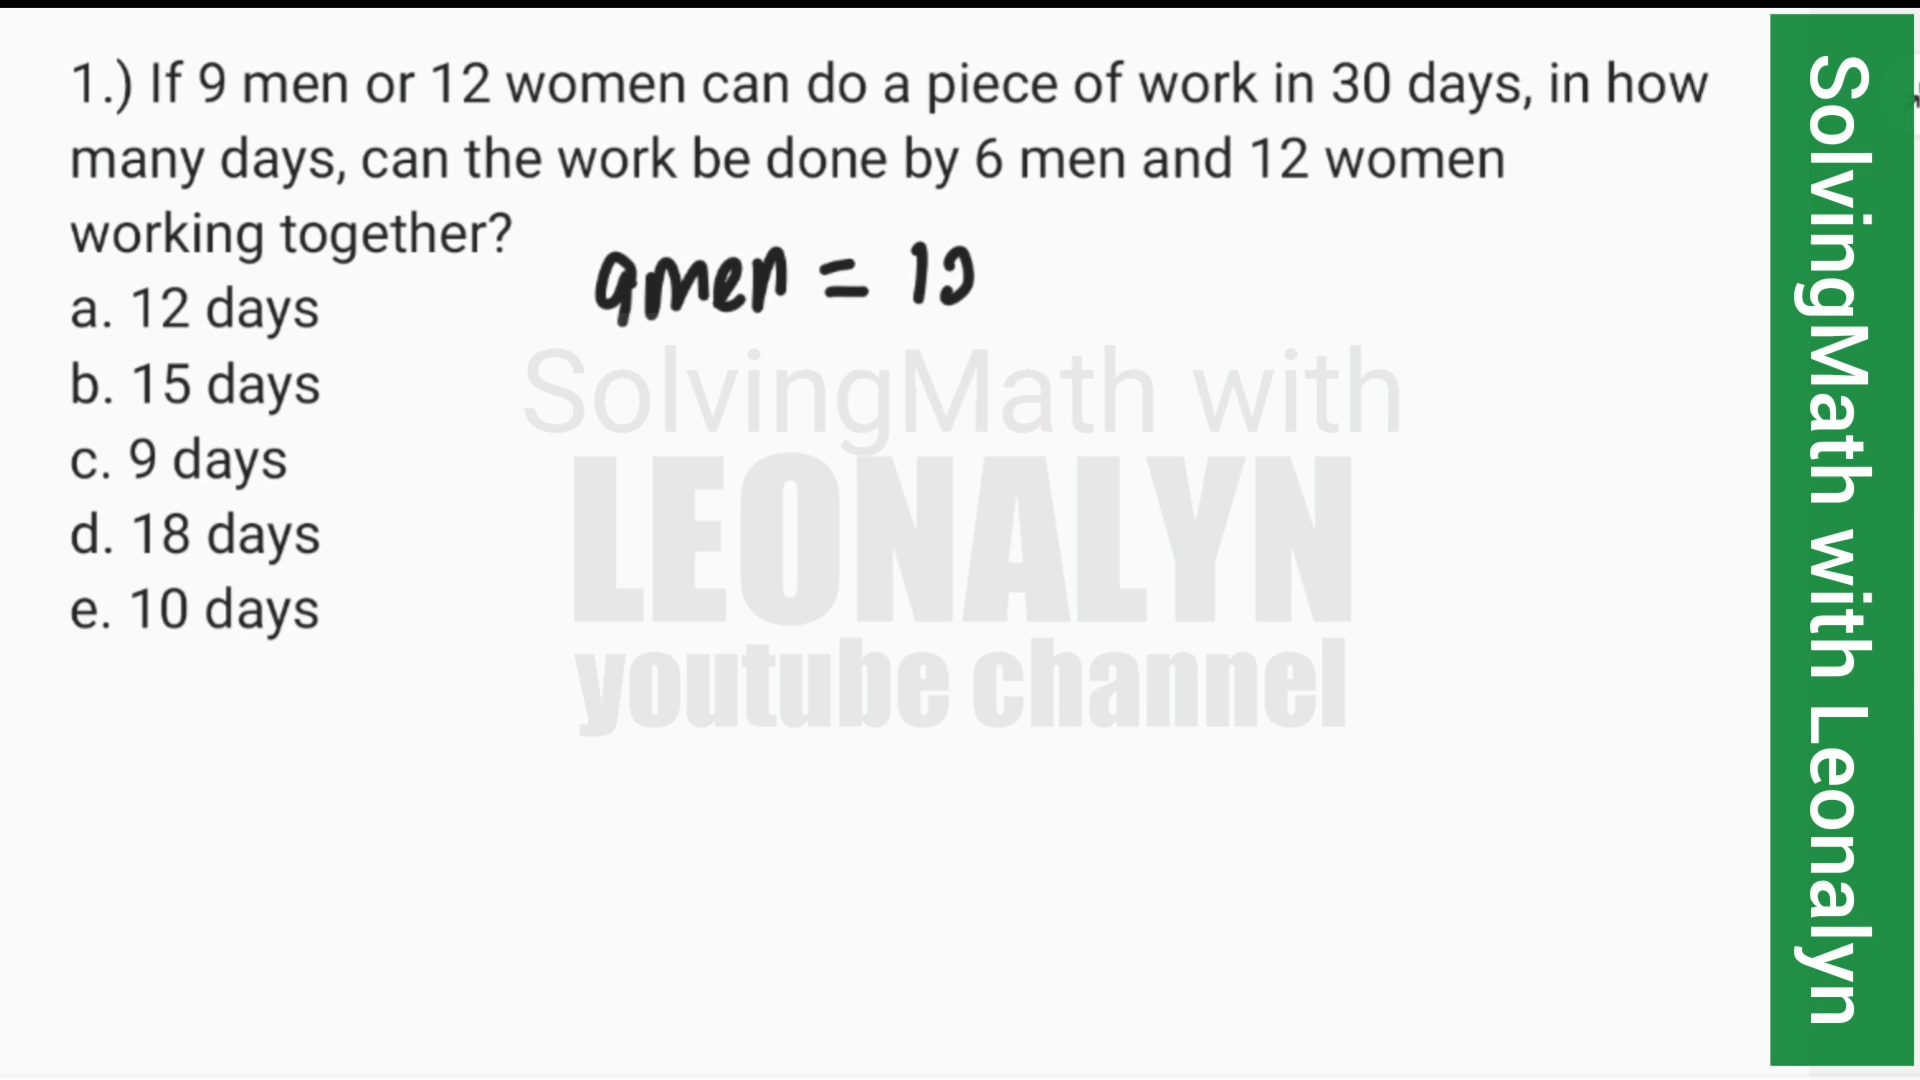 1.) If 9 men or 12 women can do a piece of work in 30 days, in how
many days, can the work be done by 6 men and 12 women
working together?
9men =
a. 12 days
b. 15 days
c. 9 days
d. 18 days
e. 10 days
SolvingMath with
LEONALYN
youtube channel
SolvingMath with Leonalyn